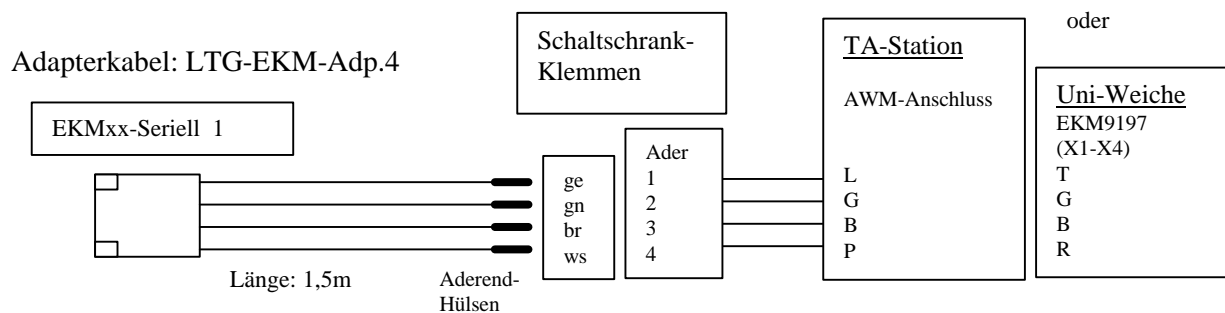 Adapterkabel: LTG-EKM-Adp.4
EKMxx-Seriell 1
Länge: 1,5m
Aderend-
Hülsen
ge
gn
br
ws
Schaltschrank-
Klemmen
Ader
1
2
3
4
TA-Station
AWM-Anschluss
L
G
B
P
oder
Uni-Weiche
EKM9197
(X1-X4)
T
G
B
R